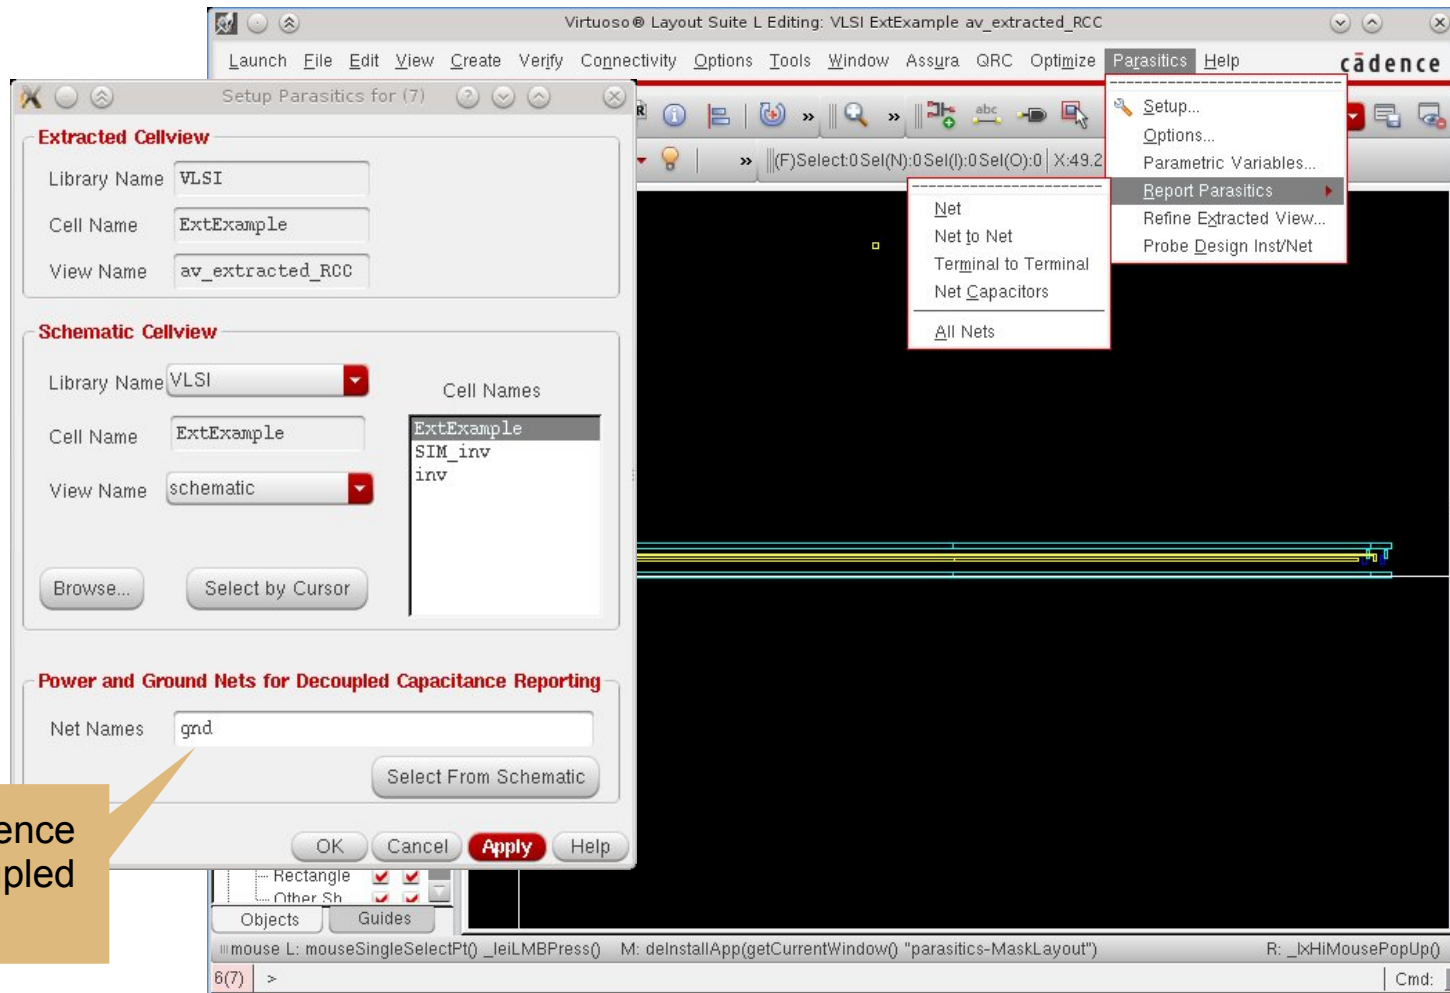 Virtuoso® Layout Suite L Editing: VLSI ExtExample av_extracted_RCC
Launch File Edit View Create Verify Connectivity Options Tools Window Assura QRC Optimize Parasitics Help cādence
Setup Parasitics for (7)
Extracted Cellview
Library Name VLSI
Cell Name ExtExample
View Name av_extracted_RCC
Schematic Cellview
Library Name VLSI
Cell Name ExtExample
View Name schematic
Cell Names
ExtExample
SIM_inv
inv
Browse... Select by Cursor
Power and Ground Nets for Decoupled Capacitance Reporting
Net Names gnd
Select From Schematic
OK Cancel Apply Help
abc
(F)Select:0 Sel(N):0 Sel(I):0 Sel(O):0 X:49.2
Setup...
Options...
Parametric Variables...
Report Parasitics
Refine Extracted View...
Probe Design Inst/Net
Net
Net to Net
Terminal to Terminal
Net Capacitors
All Nets
ence
pled
Rectangle
Other Sh
Objects Guides
mouse L: mouseSingleSelectPt() _leiLMBPress() M: deInstallApp(getCurrentWindow() "parasitics-MaskLayout") R: _lxHiMousePopUp()
6(7) > Cmd: